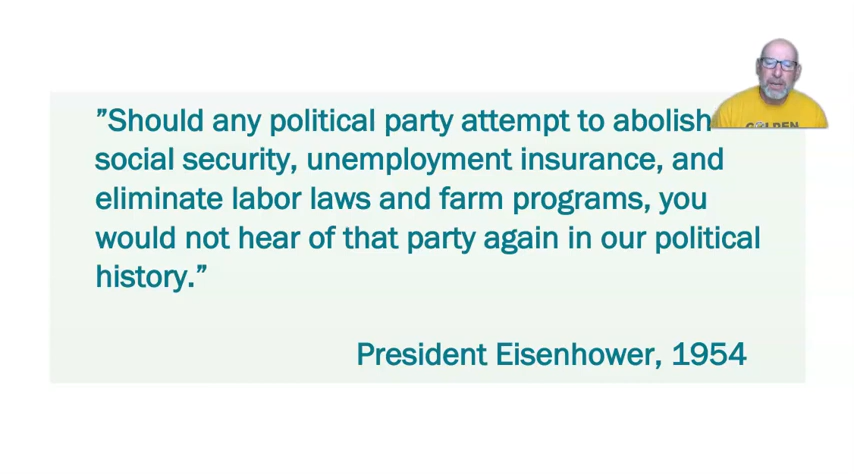 ”Should any political party attempt to abolish
social security, unemployment insurance, and
eliminate labor laws and farm programs, you
would not hear of that party again in our political
history.”
President Eisenhower, 1954
GOLDEN